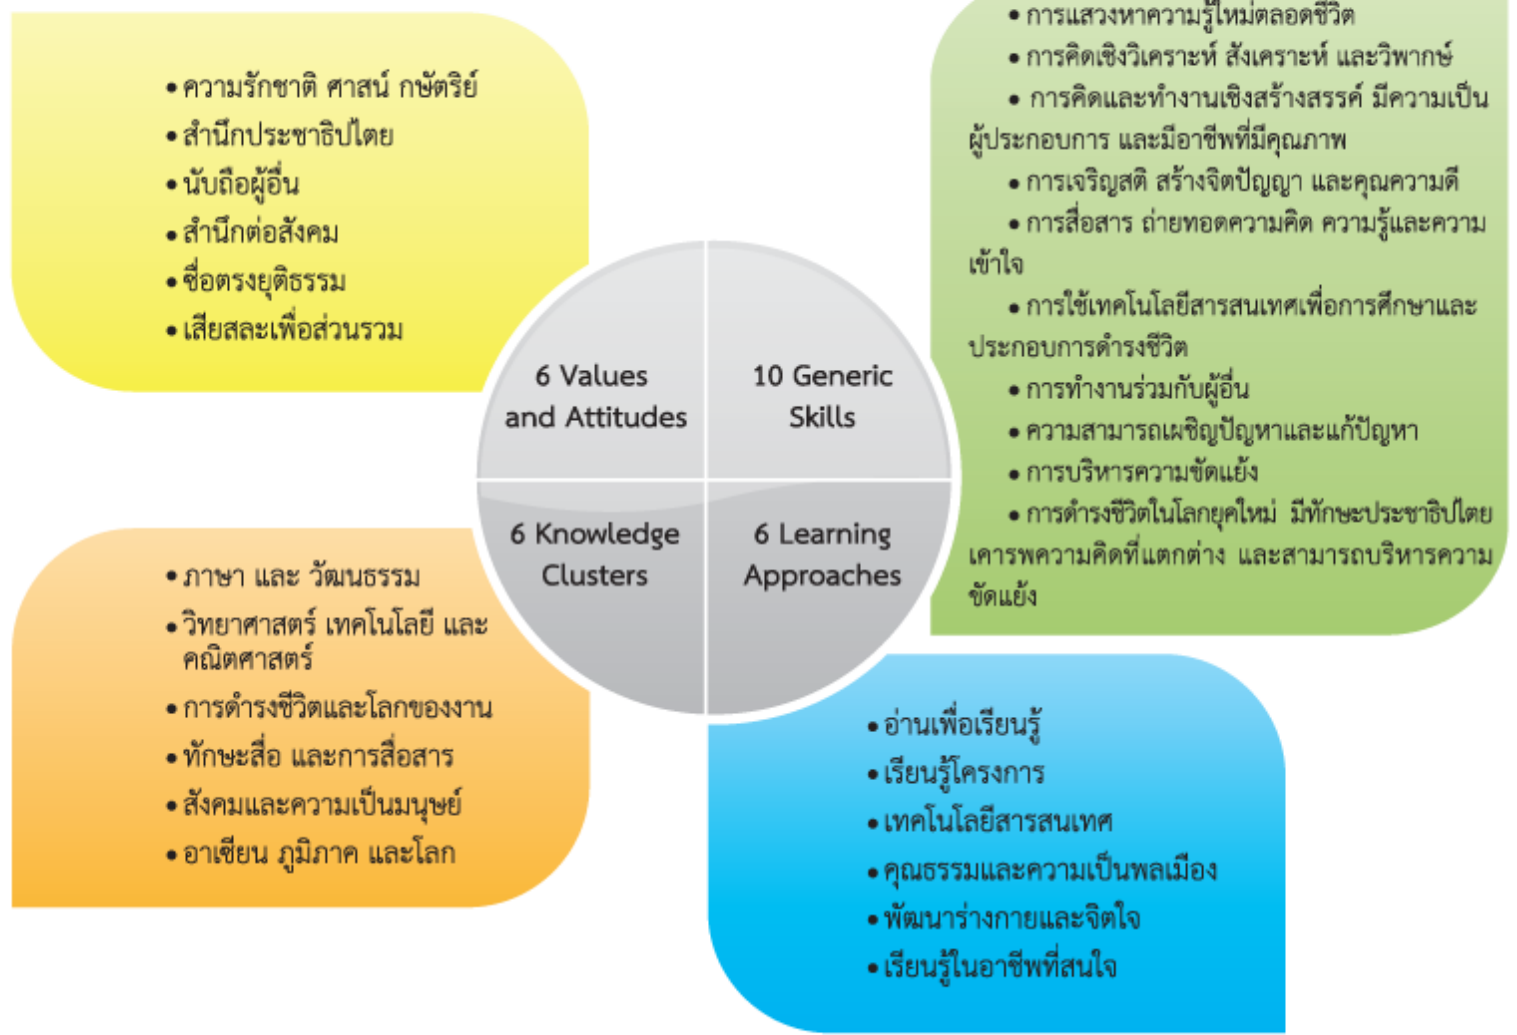 • ความรักชาติ ศาสน์ กษัตริย์
• สำนึกประชาธิปไตย
• นับถือผู้อื่น
• สำนึกต่อสังคม
• ซื่อตรงยุติธรรม
• เสียสละเพื่อส่วนรวม
• การแสวงหาความรู้ใหม่ตลอดชีวิต
• การคิดเชิงวิเคราะห์ สังเคราะห์ และวิพากษ์
• การคิดและทำงานเชิงสร้างสรรค์ มีความเป็น
ผู้ประกอบการ และมีอาชีพที่มีคุณภาพ
• การเจริญสติ สร้างจิตปัญญา และคุณความดี
• การสื่อสาร ถ่ายทอดความคิด ความรู้และความ
เข้าใจ
• การใช้เทคโนโลยีสารสนเทศเพื่อการศึกษาและ
ประกอบการดำรงชีวิต
• การทำงานร่วมกับผู้อื่น
• ความสามารถเผชิญปัญหาและแก้ปัญหา
• การบริหารความขัดแย้ง
• การดำรงชีวิตในโลกยุคใหม่ มีทักษะประชาธิปไตย
เคารพความคิดที่แตกต่าง และสามารถบริหารความ
ขัดแย้ง
6 Values
and Attitudes
10 Generic
Skills
6 Knowledge
Clusters
6 Learning
Approaches
• ภาษา และ วัฒนธรรม
• วิทยาศาสตร์ เทคโนโลยี และ
คณิตศาสตร์
• การดำรงชีวิตและโลกของงาน
• ทักษะสื่อ และการสื่อสาร
• สังคมและความเป็นมนุษย์
• อาเซียน ภูมิภาค และโลก
• อ่านเพื่อเรียนรู้
• เรียนรู้โครงการ
• เทคโนโลยีสารสนเทศ
• คุณธรรมและความเป็นพลเมือง
• พัฒนาร่างกายและจิตใจ
• เรียนรู้ในอาชีพที่สนใจ